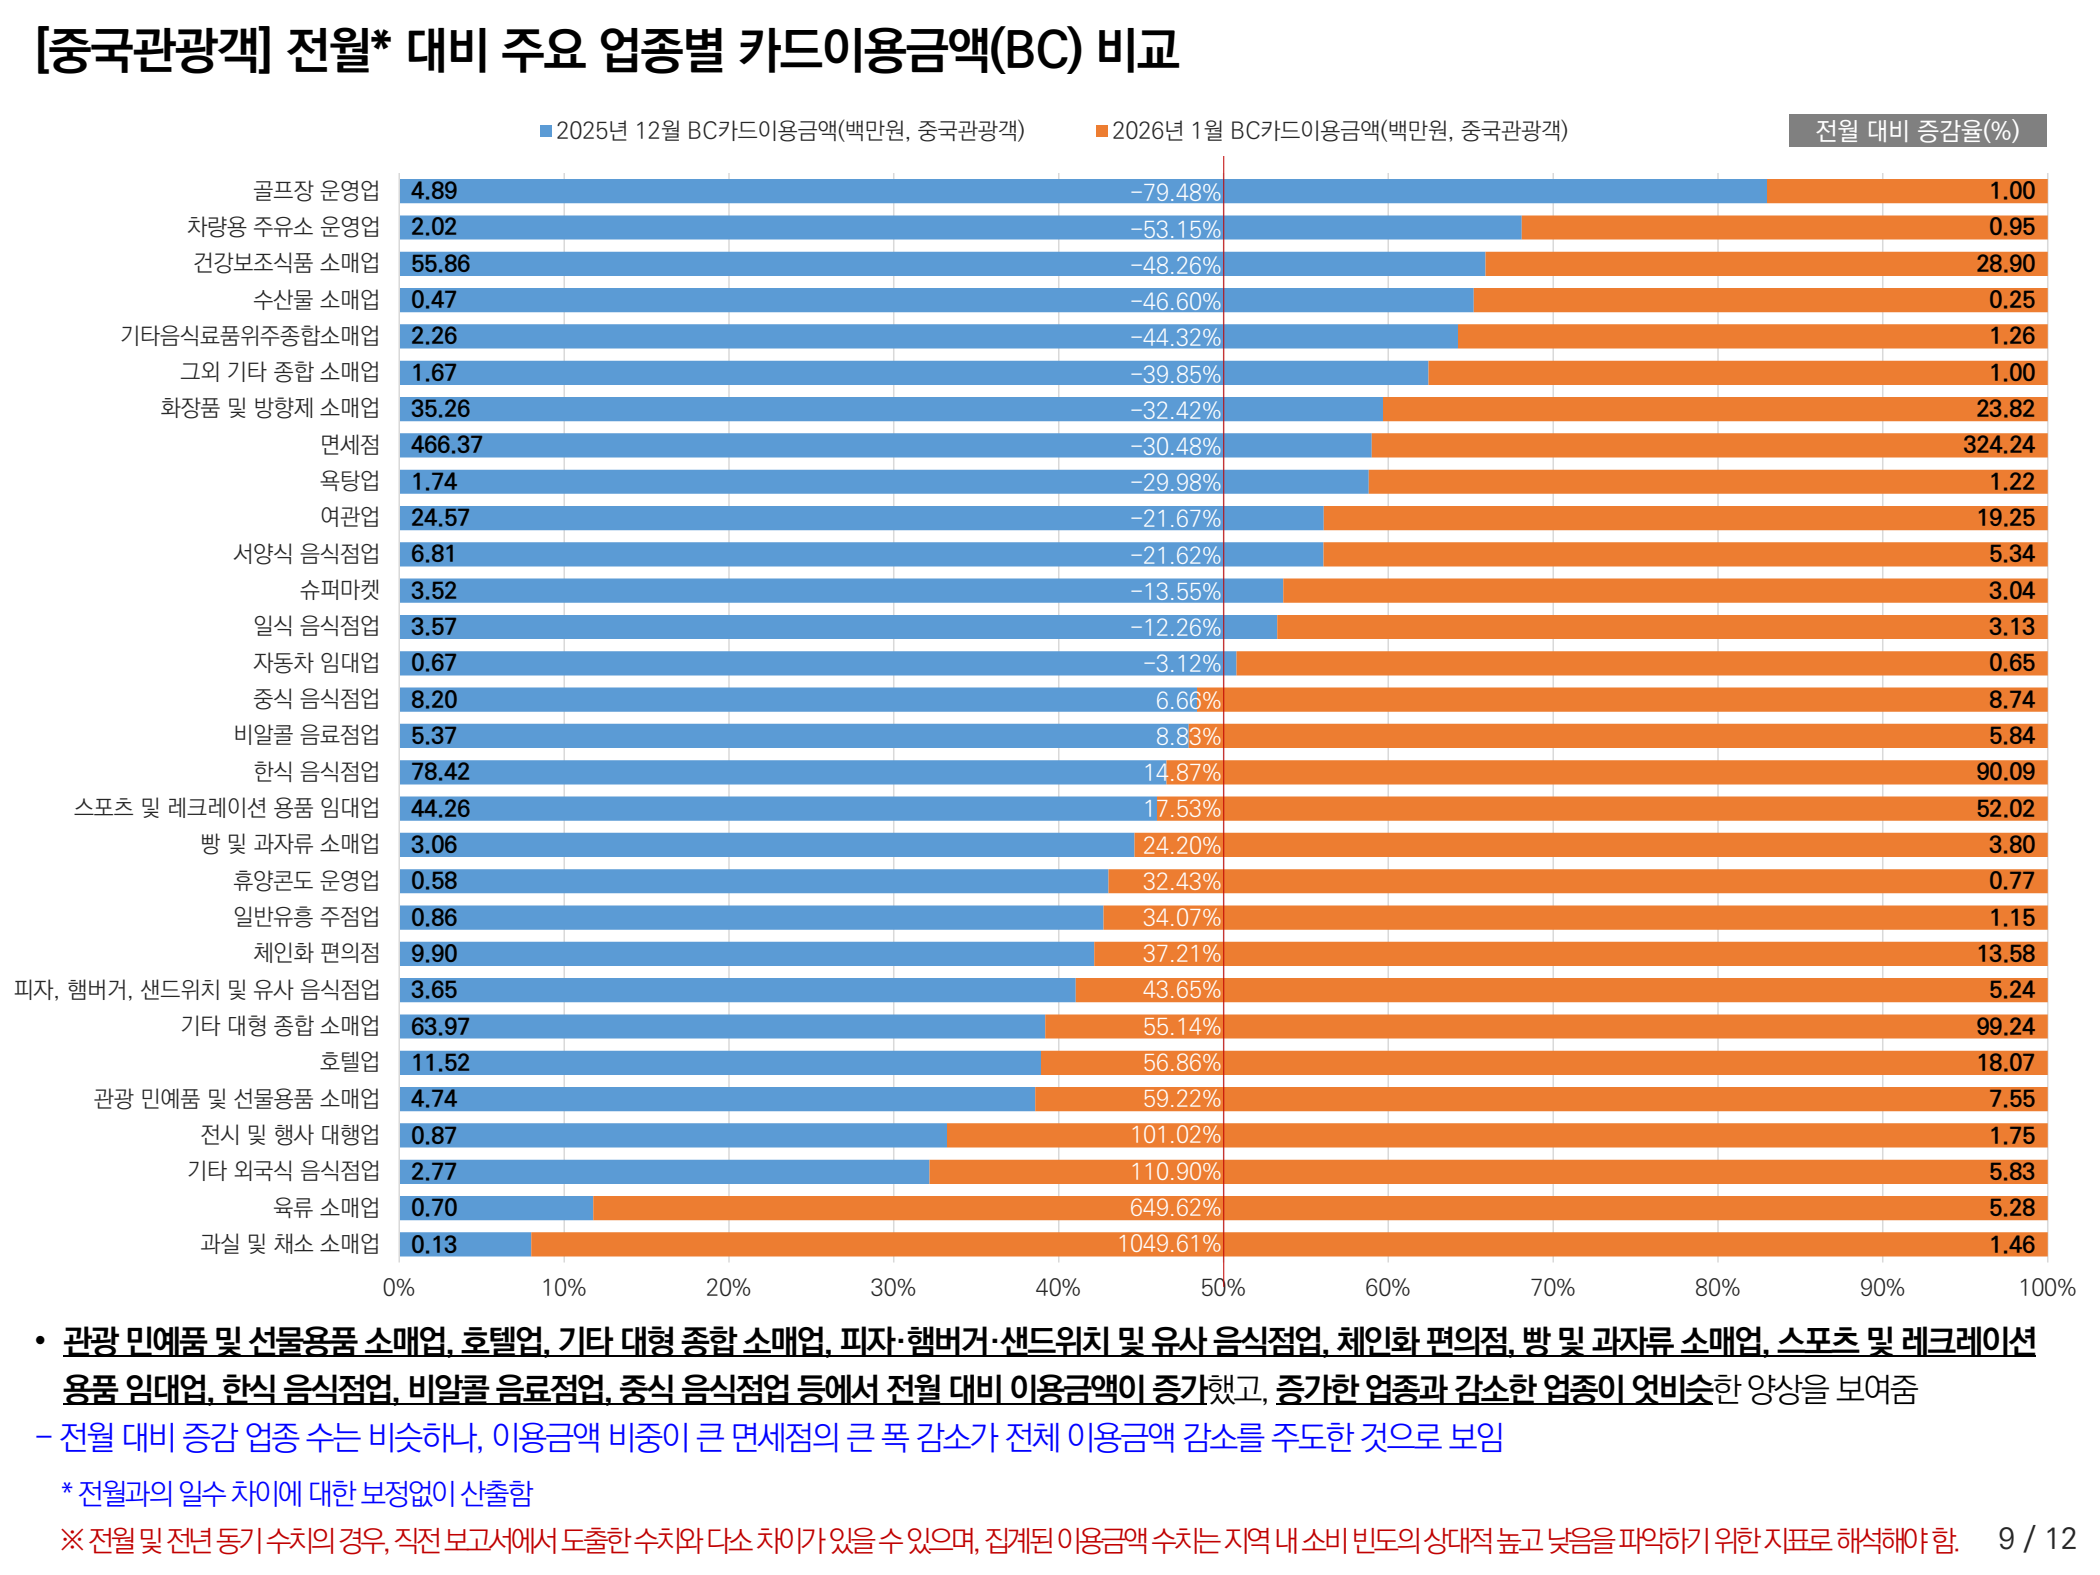 [중국관광객] 전월* 대비 주요 업종별 카드이용금액(BC) 비교
2025년 12월 BC카드이용금액(백만원, 중국관광객) 2026년 1월 BC카드이용금액(백만원, 중국관광객) 전월 대비 증감율(%)
골프장 운영업 4.89 -79.48% 1.00
차량용 주유소 운영업 2.02 -53.15% 0.95
건강보조식품 소매업 55.86 -48.26% 28.90
수산물 소매업 0.47 -46.60% 0.25
기타음식료품위주종합소매업 2.26 -44.32% 1.26
그외 기타 종합 소매업 1.67 -39.85% 1.00
화장품 및 방향제 소매업 35.26 -32.42% 23.82
면세점 466.37 -30.48% 324.24
욕탕업 1.74 -29.98% 1.22
여관업 24.57 -21.67% 19.25
서양식 음식점업 6.81 -21.62% 5.34
슈퍼마켓 3.52 -13.55% 3.04
일식 음식점업 3.57 -12.26% 3.13
자동차 임대업 0.67 -3.12% 0.65
중식 음식점업 8.20 6.66% 8.74
비알콜 음료점업 5.37 8.83% 5.84
한식 음식점업 78.42 14.87% 90.09
스포츠 및 레크레이션 용품 임대업 44.26 17.53% 52.02
빵 및 과자류 소매업 3.06 24.20% 3.80
휴양콘도 운영업 0.58 32.43% 0.77
일반유흥 주점업 0.86 34.07% 1.15
체인화 편의점 9.90 37.21% 13.58
피자, 햄버거, 샌드위치 및 유사 음식점업 3.65 43.65% 5.24
기타 대형 종합 소매업 63.97 55.14% 99.24
호텔업 11.52 56.86% 18.07
관광 민예품 및 선물용품 소매업 4.74 59.22% 7.55
전시 및 행사 대행업 0.87 101.02% 1.75
기타 외국식 음식점업 2.77 110.90% 5.83
육류 소매업 0.70 649.62% 5.28
과실 및 채소 소매업 0.13 1049.61% 1.46
0% 10% 20% 30% 40% 50% 60% 70% 80% 90% 100%
• 관광 민예품 및 선물용품 소매업, 호텔업, 기타 대형 종합 소매업, 피자·햄버거·샌드위치 및 유사 음식점업, 체인화 편의점, 빵 및 과자류 소매업, 스포츠 및 레크레이션
용품 임대업, 한식 음식점업, 비알콜 음료점업, 중식 음식점업 등에서 전월 대비 이용금액이 증가했고, 증가한 업종과 감소한 업종이 엇비슷한 양상을 보여줌
- 전월 대비 증감 업종 수는 비슷하나, 이용금액 비중이 큰 면세점의 큰 폭 감소가 전체 이용금액 감소를 주도한 것으로 보임
* 전월과의 일수 차이에 대한 보정없이 산출함
※ 전월 및 전년 동기 수치의 경우, 직전 보고서에서 도출한 수치와 다소 차이가 있을 수 있으며, 집계된 이용금액 수치는 지역 내 소비 빈도의 상대적 높고 낮음을 파악하기 위한 지표로 해석해야 함. 9 / 12